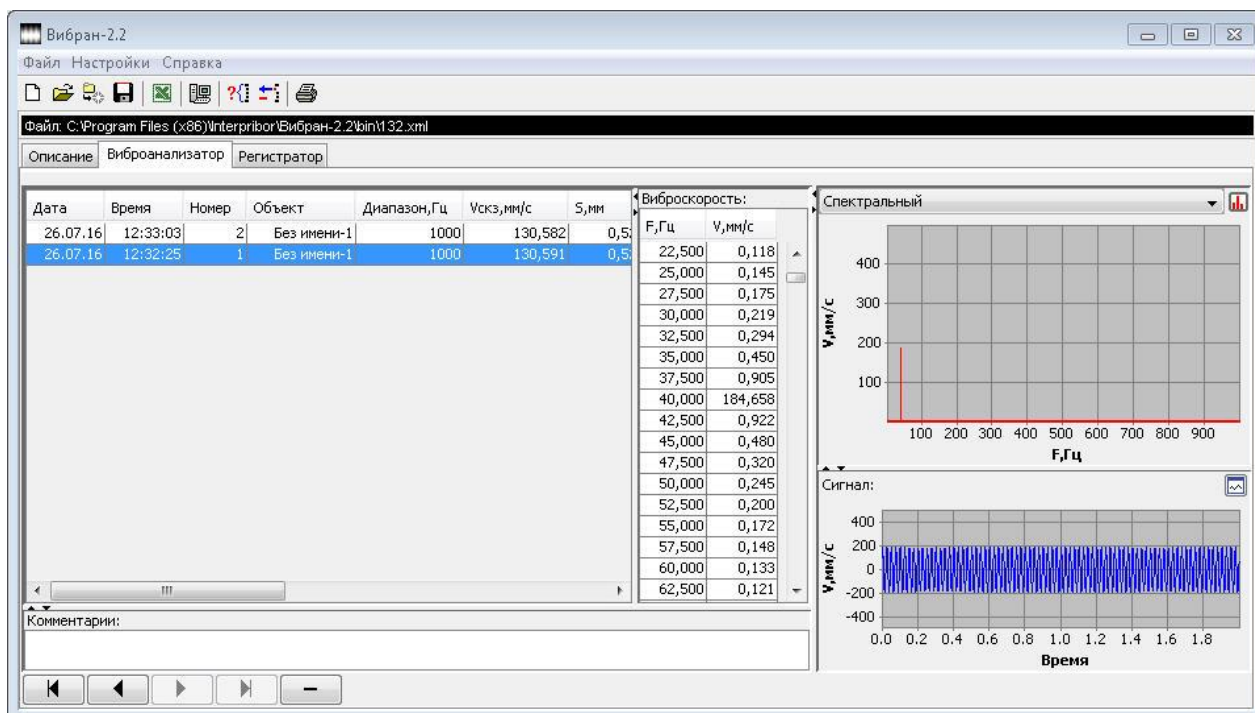 Вибран-2.2
Файл Настройки Справка
Файл: C:\Program Files (x86)\Interpribor\Вибран-2.2\bin\132.xml
Описание Виброанализатор Регистратор
Дата Время Номер Объект Диапазон,Гц Vскз,мм/с S,мм
26.07.16 12:33:03 2 Без имени-1 1000 130,582
26.07.16 12:32:25 1 Без имени-1 1000 130,591
Виброскорость:
F,Гц V,мм/с
22,500 0,118
25,000 0,145
27,500 0,175
30,000 0,219
32,500 0,294
35,000 0,450
37,500 0,905
40,000 184,658
42,500 0,922
45,000 0,480
47,500 0,320
50,000 0,245
52,500 0,200
55,000 0,172
57,500 0,148
60,000 0,133
62,500 0,121
Спектральный
V,мм/с
400
300
200
100
100 200 300 400 500 600 700 800 900
F,Гц
Сигнал:
V,мм/с
400
200
0
-200
-400
0.0 0.2 0.4 0.6 0.8 1.0 1.2 1.4 1.6 1.8
Время
Комментарии: